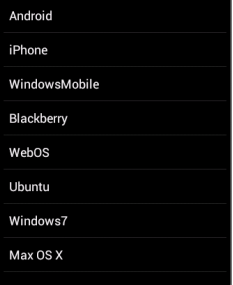 Android
iPhone
WindowsMobile
Blackberry
WebOS
Ubuntu
Windows7
Max OS X